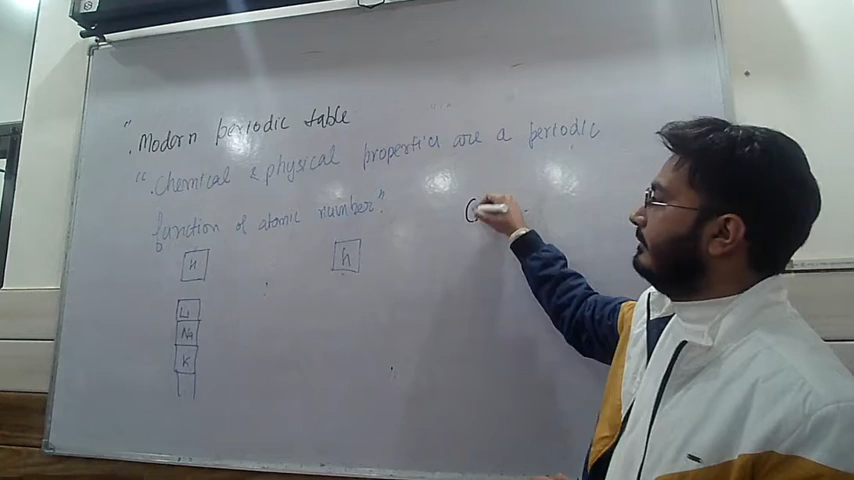 " Modern periodic table
". Chemical & physical properties are a periodic
function of atomic number".
H
h
Li
Na
K
C